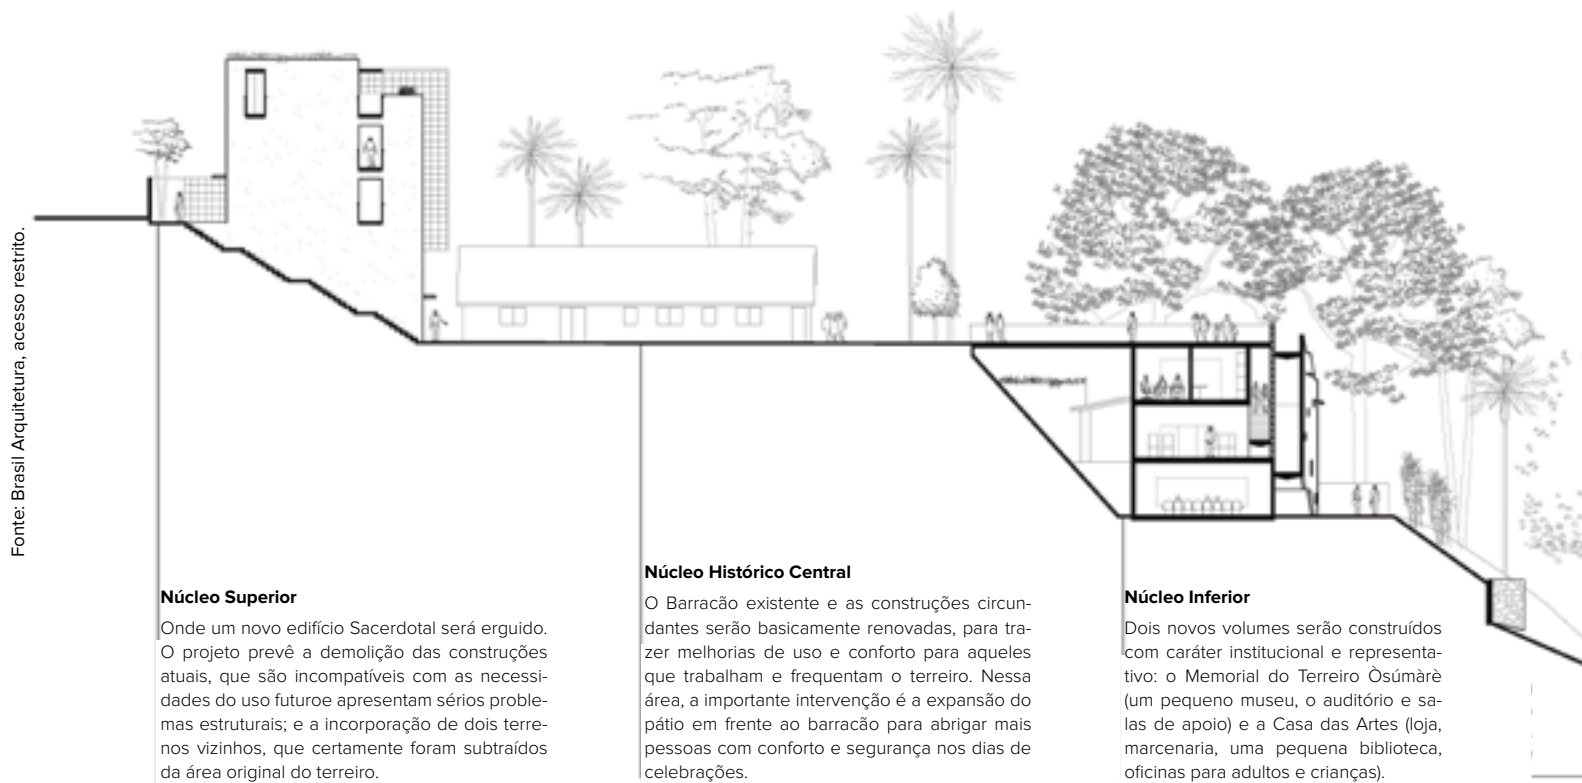 Fonte: Brasil Arquitetura, acesso restrito.
Núcleo Superior
Onde um novo edifício Sacerdotal será erguido.
O projeto prevê a demolição das construções
atuais, que são incompatíveis com as necessi-
dades do uso futuroe apresentam sérios proble-
mas estruturais; e a incorporação de dois terre-
nos vizinhos, que certamente foram subtraídos
da área original do terreiro.
Núcleo Histórico Central
O Barracão existente e as construções circun-
dantes serão basicamente renovadas, para tra-
zer melhorias de uso e conforto para aqueles
que trabalham e frequentam o terreiro. Nessa
área, a importante intervenção é a expansão do
pátio em frente ao barracão para abrigar mais
pessoas com conforto e segurança nos dias de
celebrações.
Núcleo Inferior
Dois novos volumes serão construídos
com caráter institucional e representa-
tivo: o Memorial do Terreiro Òsúmàrè
(um pequeno museu, o auditório e sa-
las de apoio) e a Casa das Artes (loja,
marcenaria, uma pequena biblioteca,
oficinas para adultos e crianças).